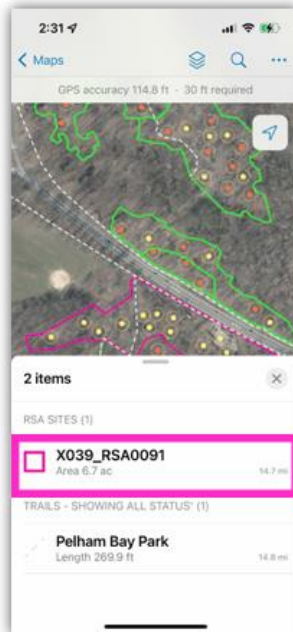 2:31
Maps
GPS accuracy 114.8 ft · 30 ft required
2 items
RSA SITES (1)
X039_RSA0091
Area 6.7 ac
14.7 mi
TRAILS - SHOWING ALL STATUS' (1)
Pelham Bay Park
Length 269.9 ft
14.8 mi